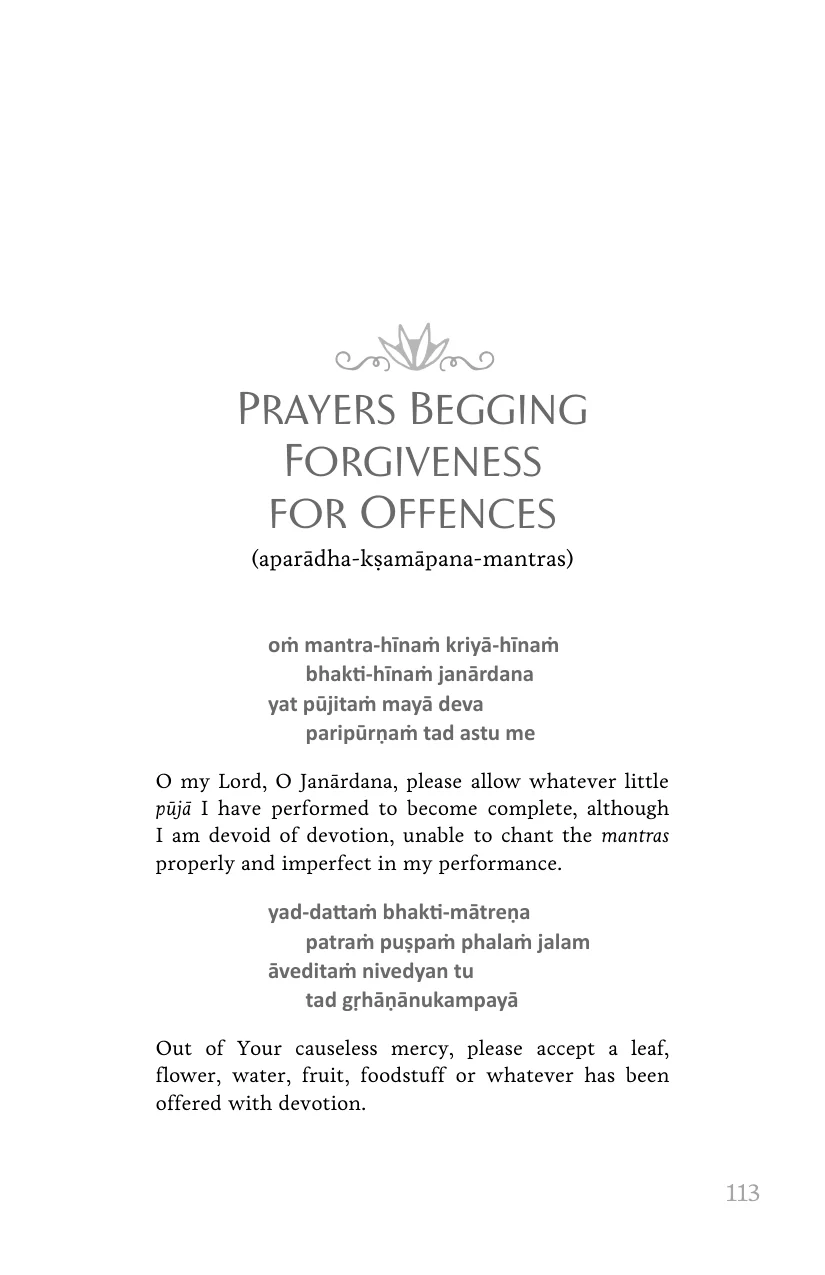 Prayers Begging
Forgiveness
for Offences
(aparādha-kṣamāpana-mantras)
oṁ mantra-hīnaṁ kriyā-hīnaṁ
bhakti-hīnaṁ janārdana
yat pūjitaṁ mayā deva
paripūrṇaṁ tad astu me
O my Lord, O Janārdana, please allow whatever little
pūjā I have performed to become complete, although
I am devoid of devotion, unable to chant the mantras
properly and imperfect in my performance.
yad-dattaṁ bhakti-mātreṇa
patraṁ puṣpaṁ phalaṁ jalam
āveditaṁ nivedyan tu
tad gṛhāṇānukampayā
Out of Your causeless mercy, please accept a leaf,
flower, water, fruit, foodstuff or whatever has been
offered with devotion.
113